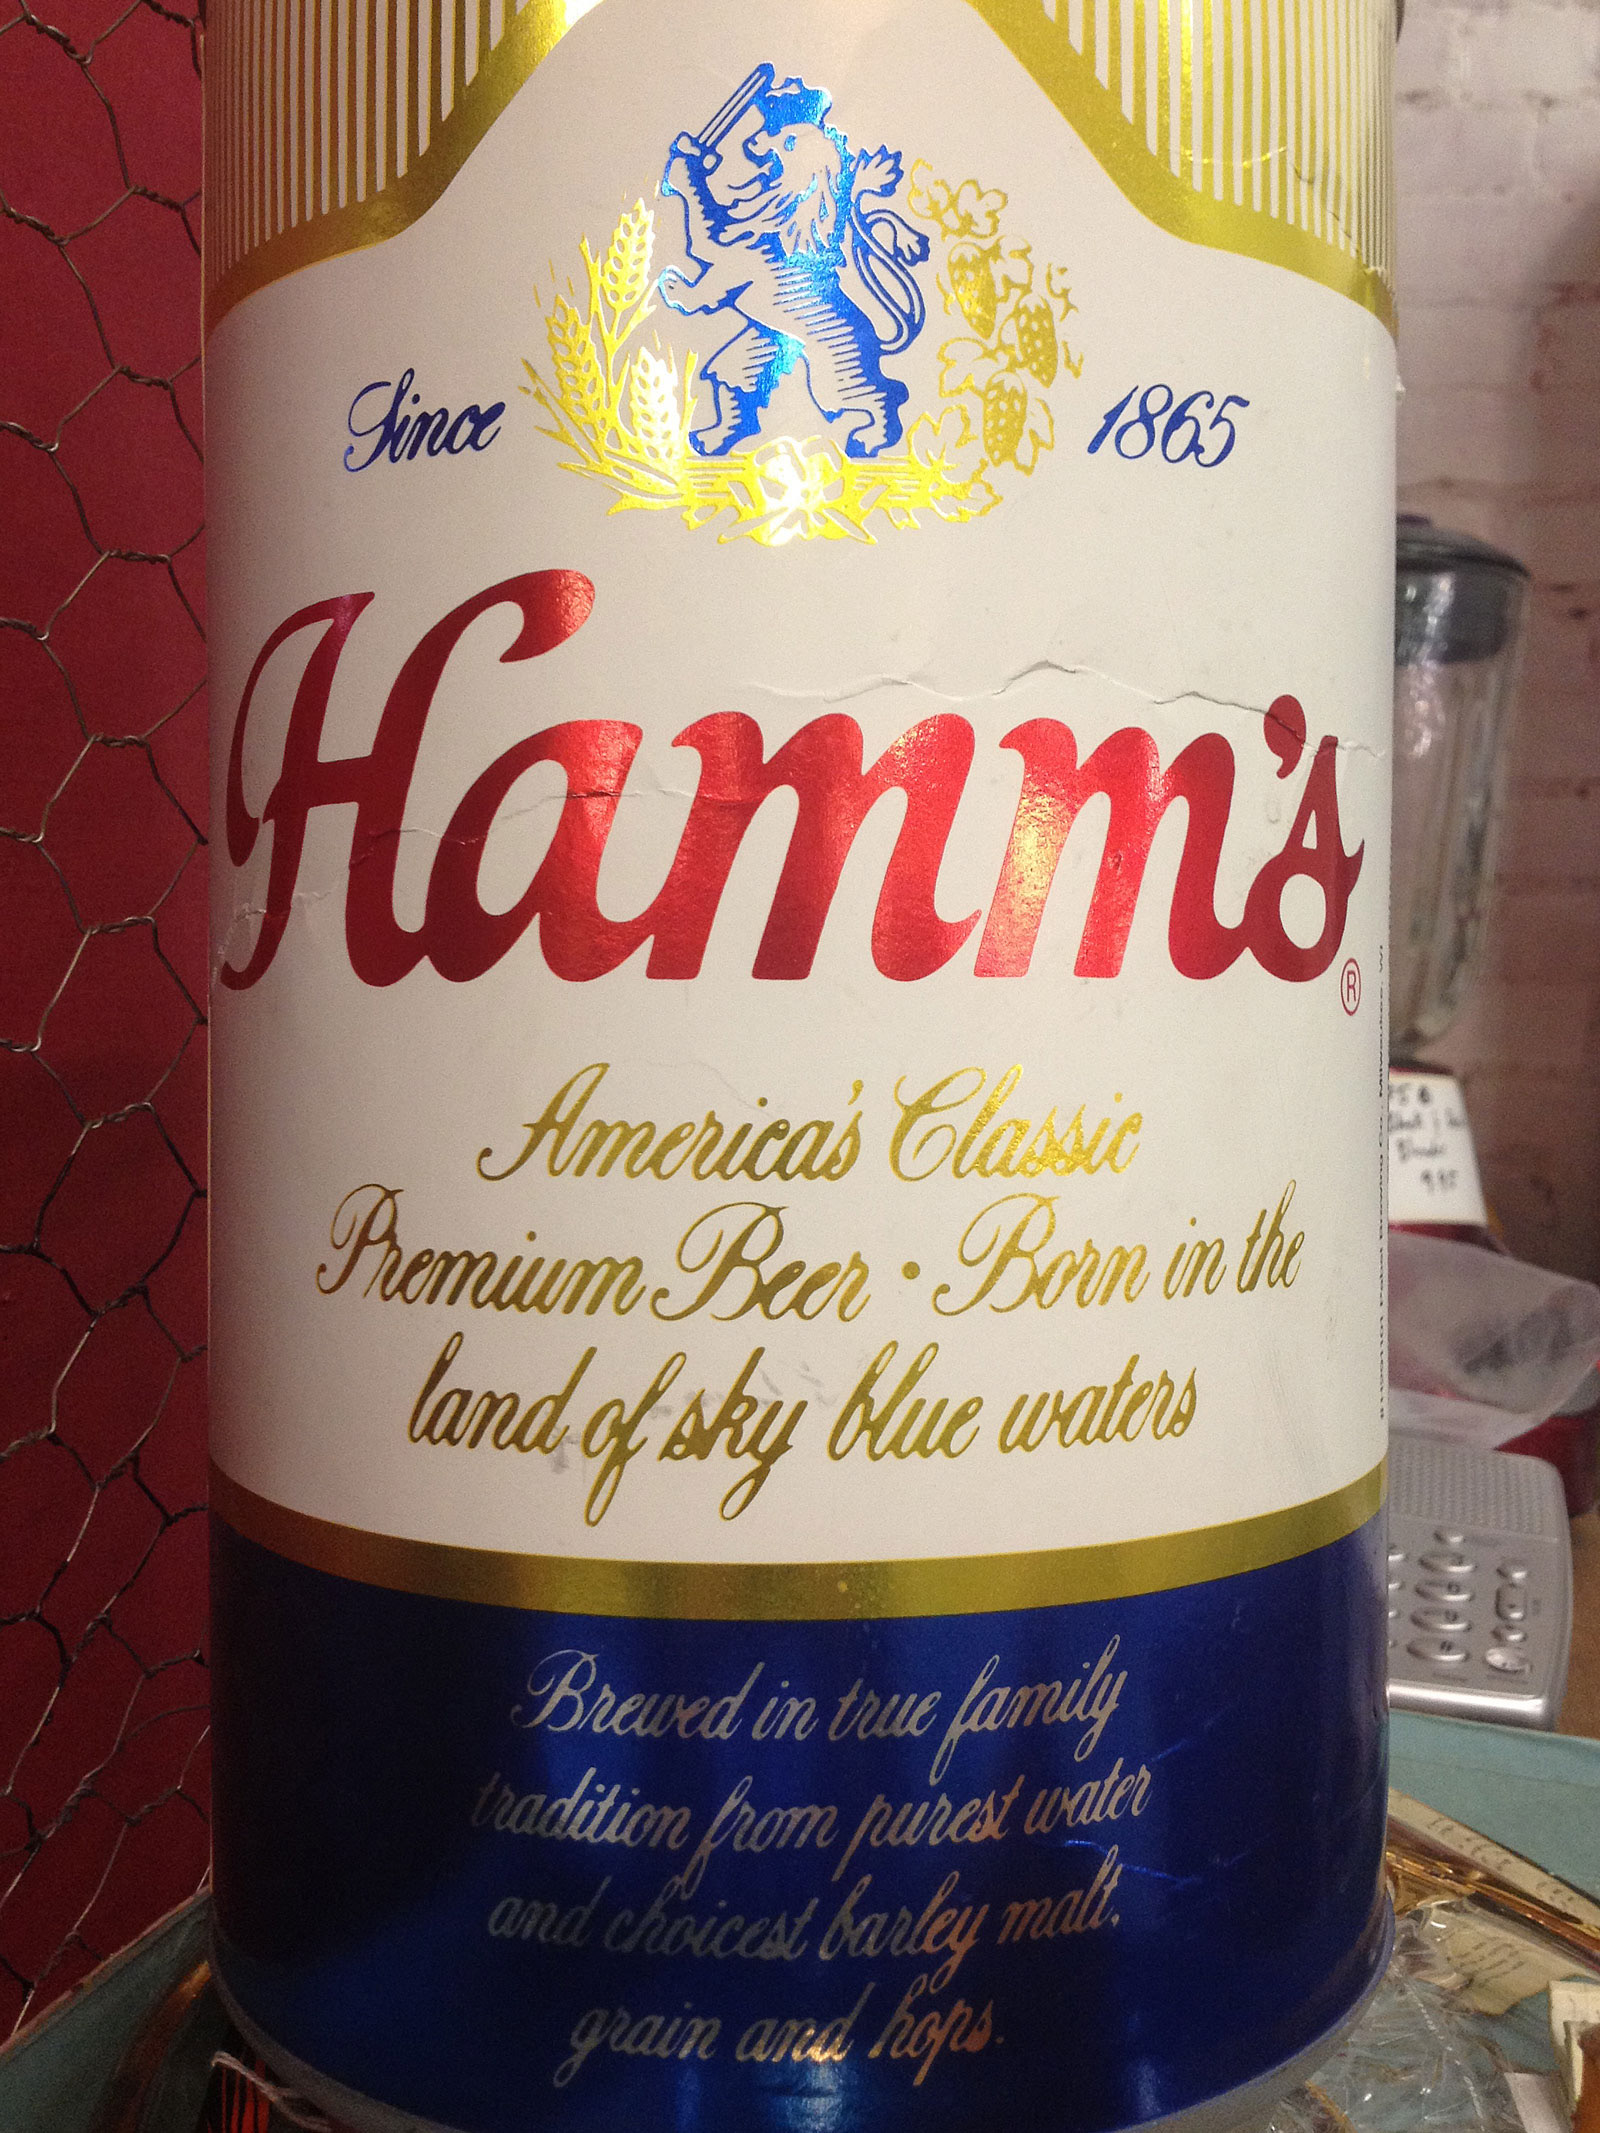 Since 1865
Hamm's®
America's Classic
Premium Beer • Born in the
land of sky blue waters
Brewed in true family
tradition from purest water
and choicest barley malt,
grain and hops.